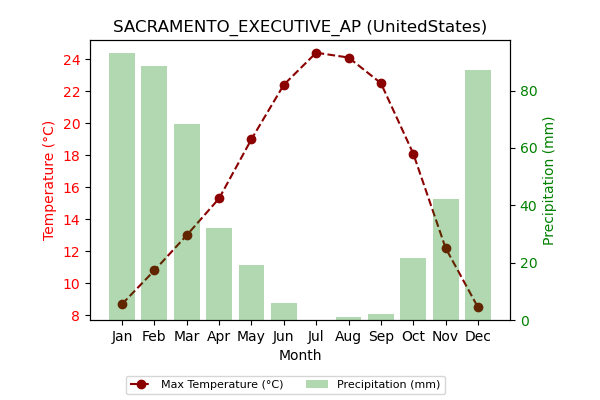 SACRAMENTO_EXECUTIVE_AP (UnitedStates)
Temperature (°C)
24
22
20
18
16
14
12
10
8
80
60
40
20
0
Precipitation (mm)
Jan Feb Mar Apr May Jun Jul Aug Sep Oct Nov Dec
Month
Max Temperature (°C) Precipitation (mm)